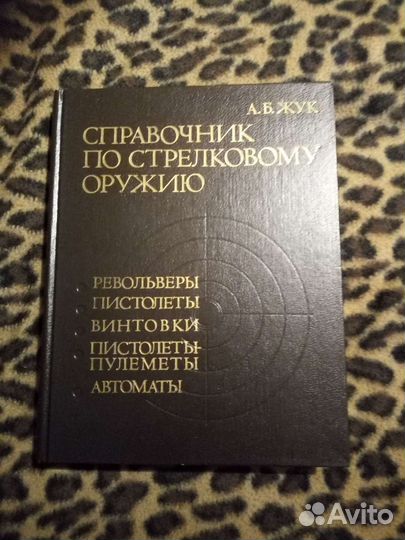 А.Б. ЖУК
СПРАВОЧНИК
ПО СТРЕЛКОВОМУ
ОРУЖИЮ
РЕВОЛЬВЕРЫ
ПИСТОЛЕТЫ
ВИНТОВКИ
ПИСТОЛЕТЫ-
ПУЛЕМЕТЫ
АВТОМАТЫ
Avito